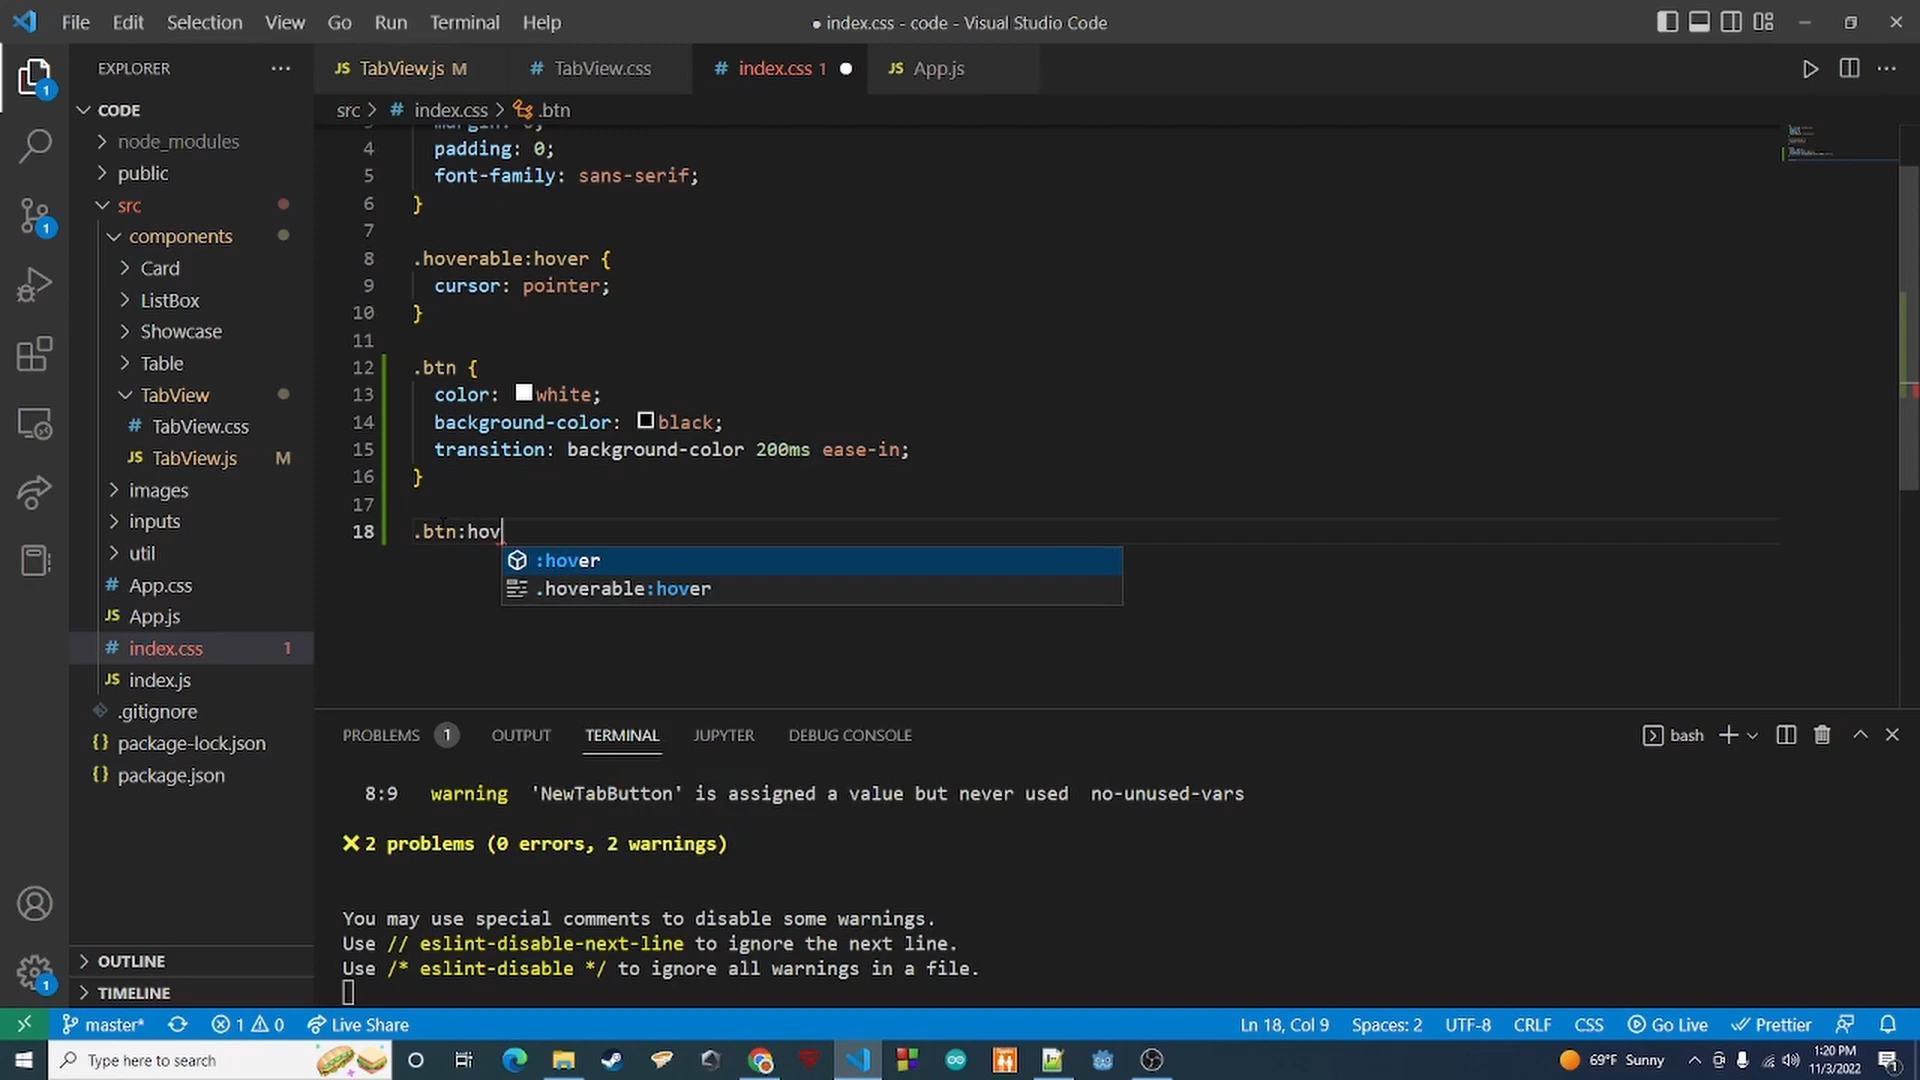 File Edit Selection View Go Run Terminal Help
● index.css - code - Visual Studio Code
EXPLORER
JS TabView.js M
# TabView.css
# index.css 1
JS App.js
src > # index.css > .btn
CODE
node_modules
public
src
components
Card
ListBox
Showcase
Table
TabView
# TabView.css
JS TabView.js M
images
inputs
util
# App.css
JS App.js
# index.css 1
JS index.js
.gitignore
{} package-lock.json
{} package.json
OUTLINE
TIMELINE
4 padding: 0;
5 font-family: sans-serif;
6 }
7
8 .hoverable:hover {
9 cursor: pointer;
10 }
11
12 .btn {
13 color: white;
14 background-color: black;
15 transition: background-color 200ms ease-in;
16 }
17
18 .btn:hov
:hover
.hoverable:hover
PROBLEMS 1 OUTPUT TERMINAL JUPYTER DEBUG CONSOLE
bash
8:9 warning 'NewTabButton' is assigned a value but never used no-unused-vars
2 problems (0 errors, 2 warnings)
You may use special comments to disable some warnings.
Use // eslint-disable-next-line to ignore the next line.
Use /* eslint-disable */ to ignore all warnings in a file.
1
1
1
master* 1 0 Live Share
Ln 18, Col 9 Spaces: 2 UTF-8 CRLF CSS Go Live Prettier
Type here to search
69°F Sunny
1:20 PM
11/3/2022